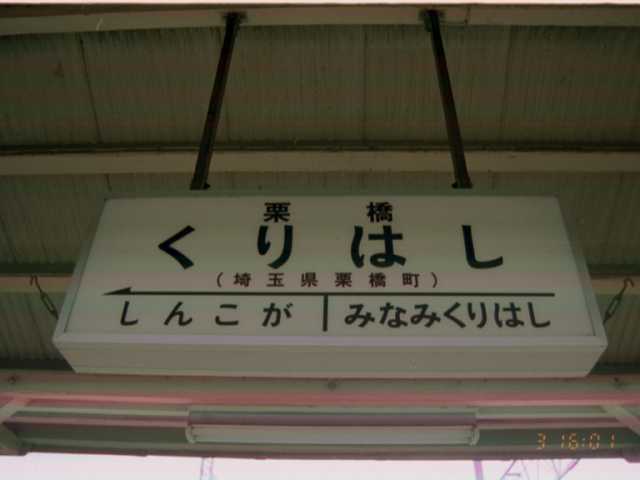 栗橋
くりはし
(埼玉県栗橋町)
しんこが みなみくりはし
3 16:01